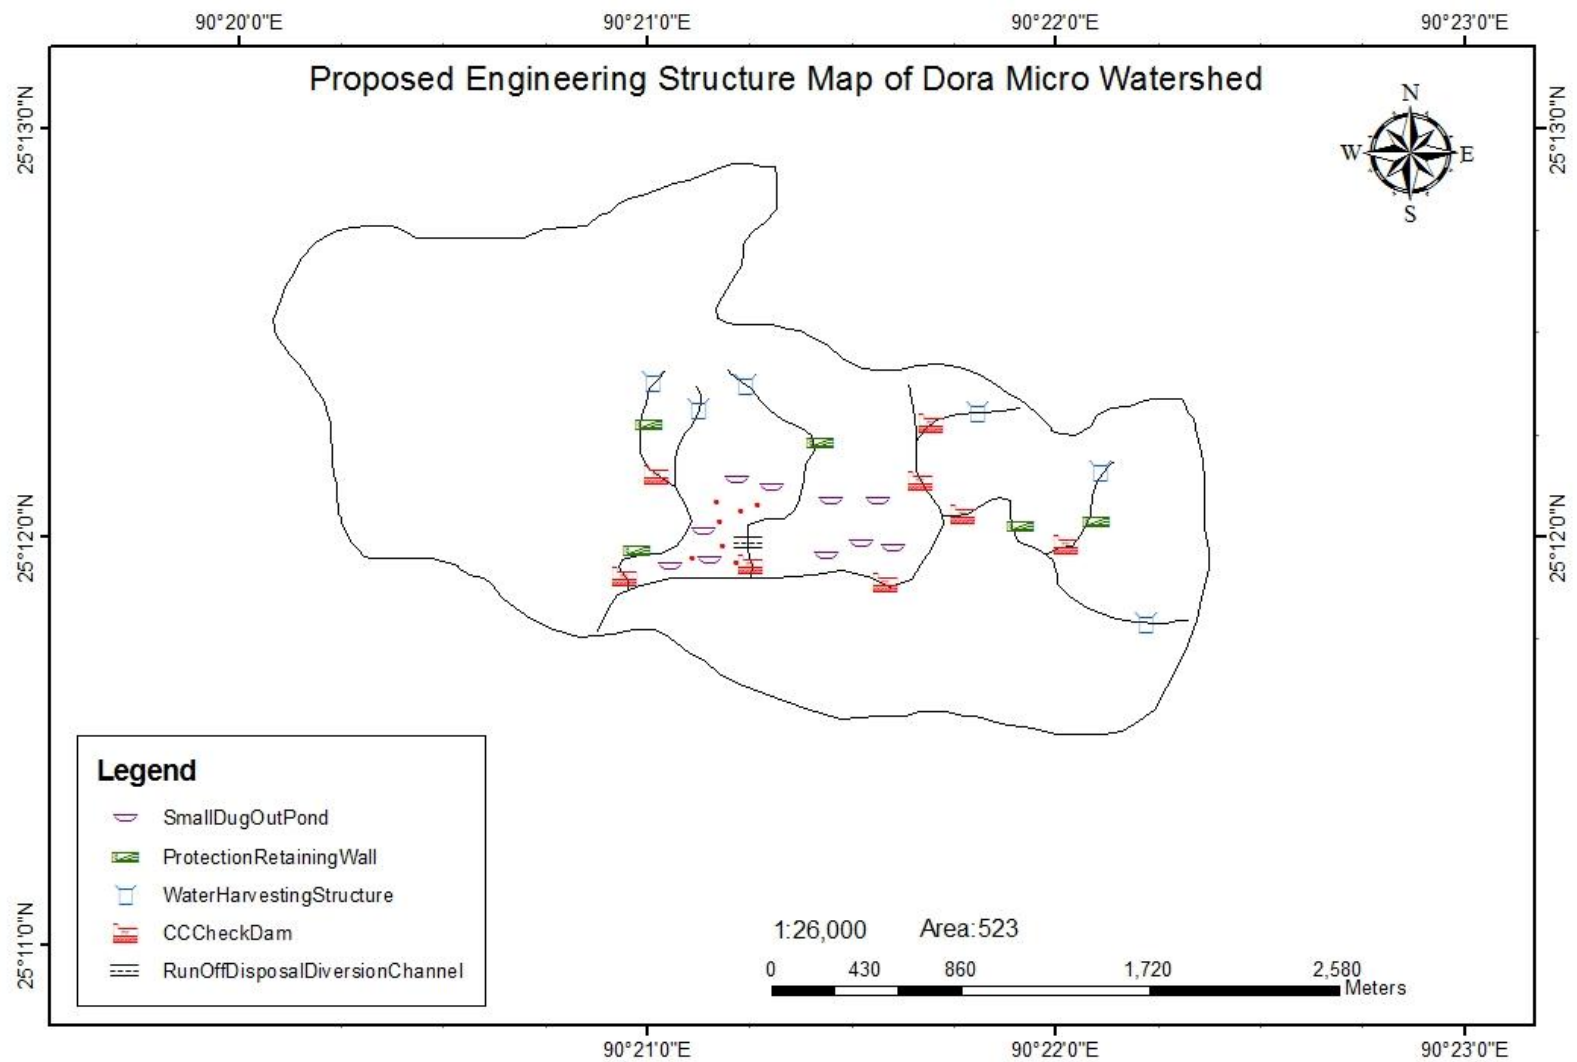 90°20'0"E 90°21'0"E 90°22'0"E 90°23'0"E
Proposed Engineering Structure Map of Dora Micro Watershed
25°13'0"N
25°13'0"N
N
W E
S
25°12'0"N
25°12'0"N
Legend
SmallDugOutPond
ProtectionRetainingWall
WaterHarvestingStructure
CCCheckDam
RunOffDisposalDiversionChannel
1:26,000 Area:523
0 430 860 1,720 2,580
Meters
25°11'0"N
25°11'0"N
90°21'0"E 90°22'0"E 90°23'0"E